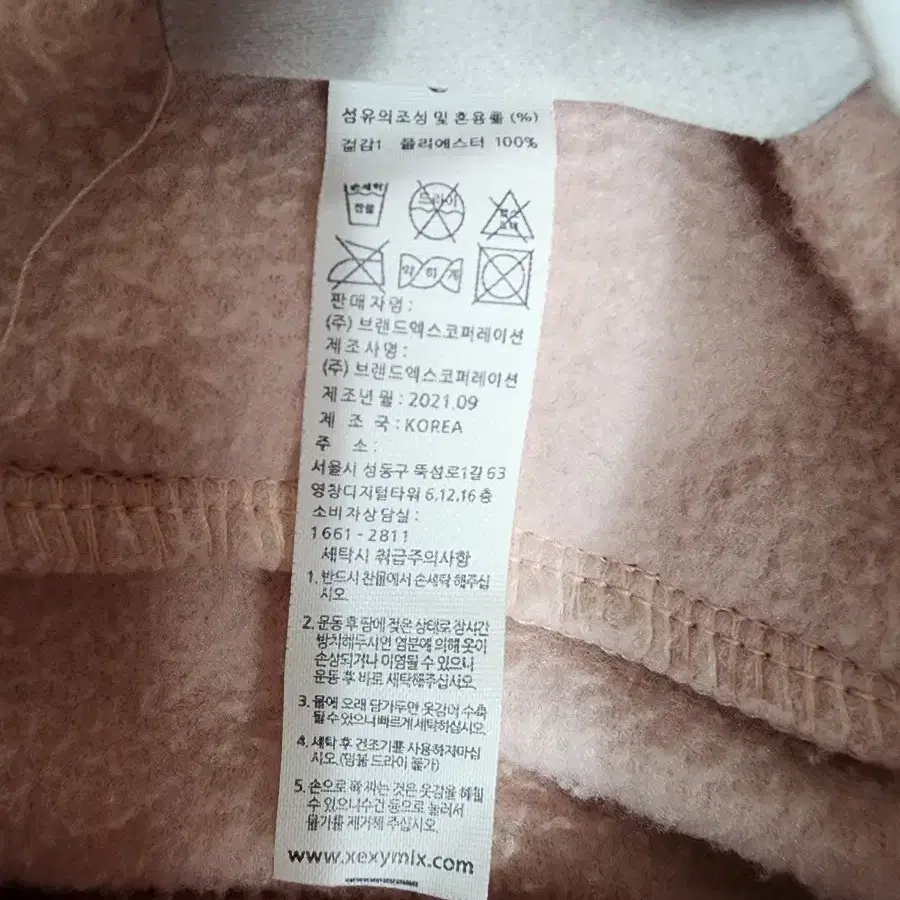 섬유의조성및혼용률(%)
겉감1 폴리에스터 100%
손세탁 드라이
찬물 표백 약하게
판매자명:
(주)브랜드엑스코퍼레이션
제조사명:
(주)브랜드엑스코퍼레이션
제조년월:2021.09
제 조 국:KOREA
주 소:
서울시 성동구 뚝섬로1길 63
영창디지털타워 6,12,16층
소비자상담실:
1661-2811
세탁시 취급주의사항
1. 반드시 찬물에서 손세탁 해주십
시오.
2. 운동 후 땀에 젖은 상태로 장시간
방치해두시면 염분에 의해 옷이
손상되거나 이염될 수 있으니
운동 후 바로 세탁해주십시오.
3. 물에 오래 담가두면 옷감이 수축
될 수 있으니 빠르게 세탁하십시오.
4. 세탁 후 건조기를 사용하지마십
시오.(텀블 드라이 불가)
5. 손으로 꽉 짜는 것은 옷감을 해칠
수 있으니 수건 등으로 눌러서
물기를 제거해 주십시오.
www.xexymix.com